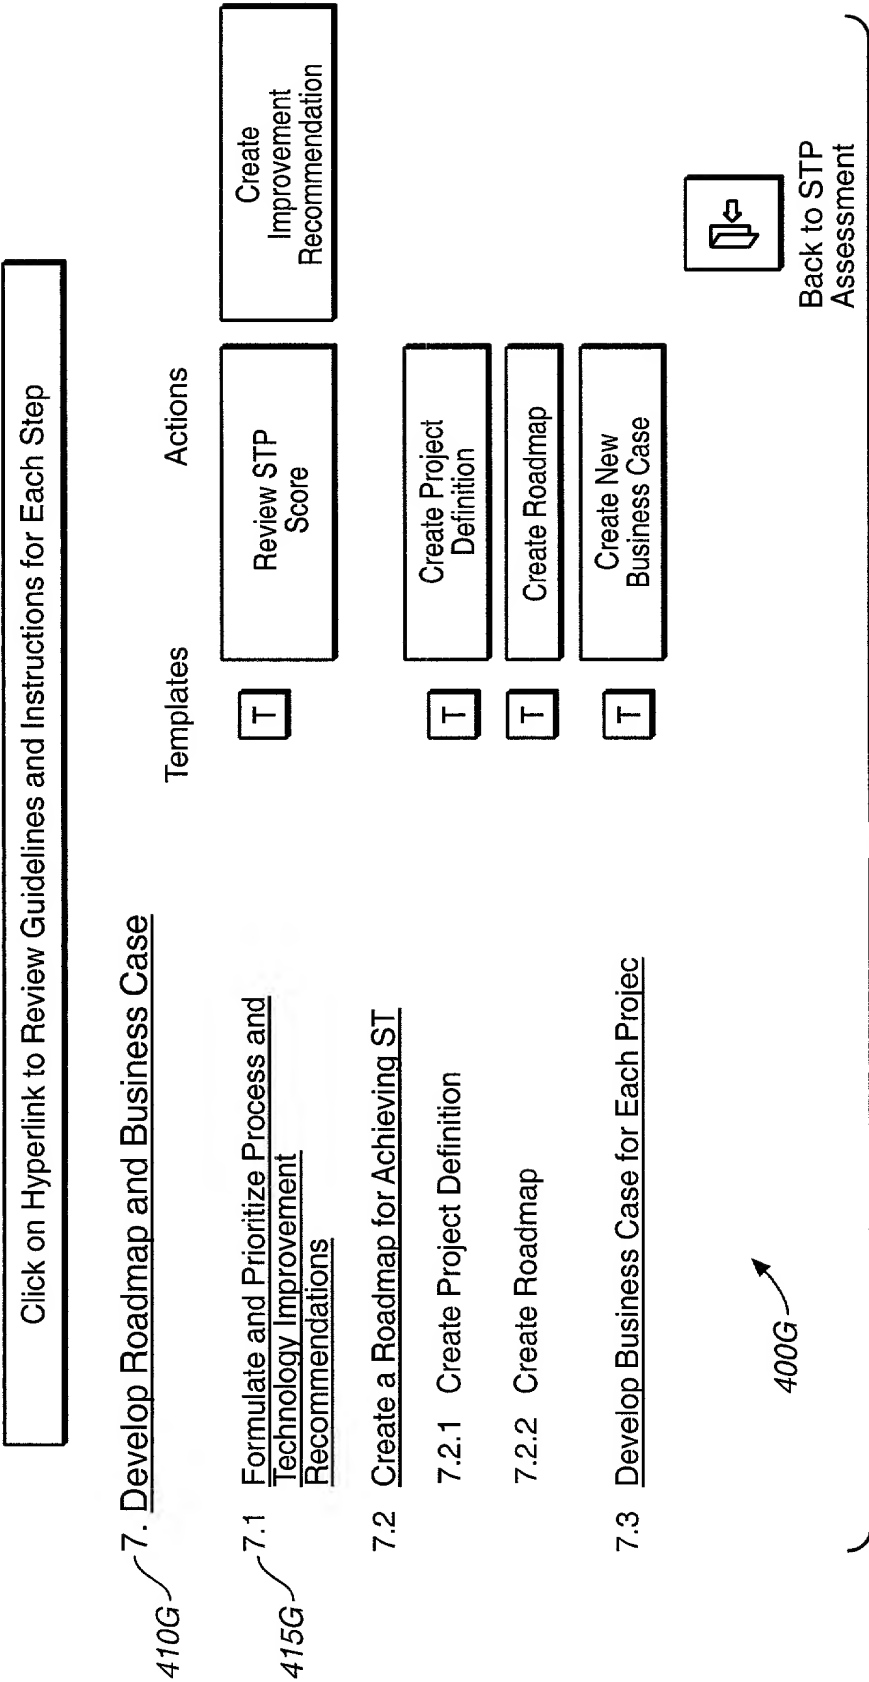 Click on Hyperlink to Review Guidelines and Instructions for Each Step
Templates
Actions
410G
7. Develop Roadmap and Business Case
415G
7.1 Formulate and Prioritize Process and
Technology Improvement
Recommendations
T
Review STP
Score
Create
Improvement
Recommendation
7.2 Create a Roadmap for Achieving ST
7.2.1 Create Project Definition
T
Create Project
Definition
7.2.2 Create Roadmap
T
Create Roadmap
7.3 Develop Business Case for Each Projec
T
Create New
Business Case
400G
Back to STP
Assessment